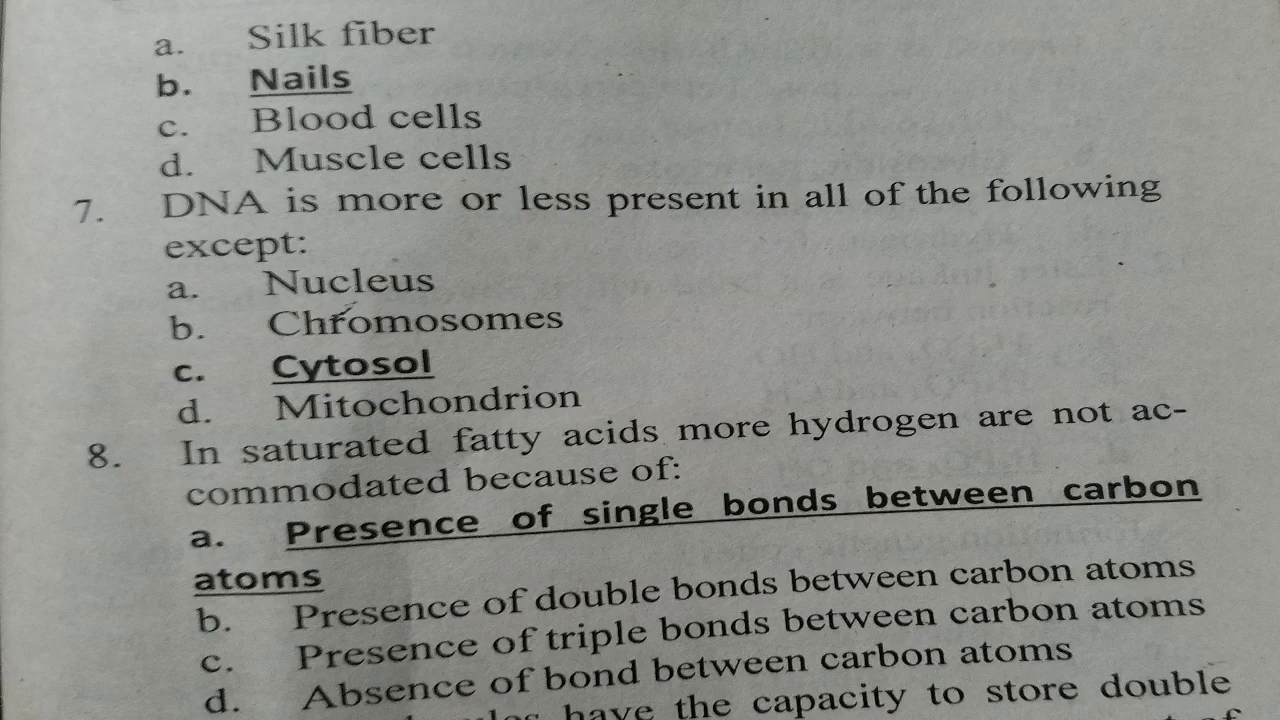 a. Silk fiber
b. Nails
c. Blood cells
d. Muscle cells
7. DNA is more or less present in all of the following
except:
a. Nucleus
b. Chromosomes
c. Cytosol
d. Mitochondrion
8. In saturated fatty acids more hydrogen are not ac-
commodated because of:
a. Presence of single bonds between carbon
atoms
b. Presence of double bonds between carbon atoms
c. Presence of triple bonds between carbon atoms
d. Absence of bond between carbon atoms
have the capacity to store double
of